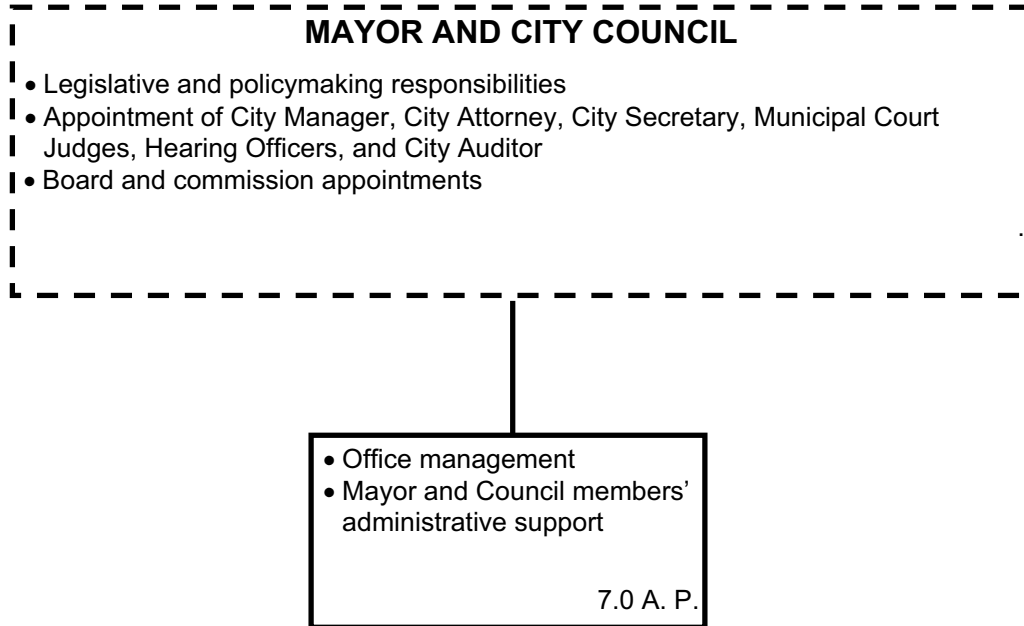 MAYOR AND CITY COUNCIL
• Legislative and policymaking responsibilities
• Appointment of City Manager, City Attorney, City Secretary, Municipal Court
Judges, Hearing Officers, and City Auditor
• Board and commission appointments
.
• Office management
• Mayor and Council members’
administrative support
7.0 A. P.